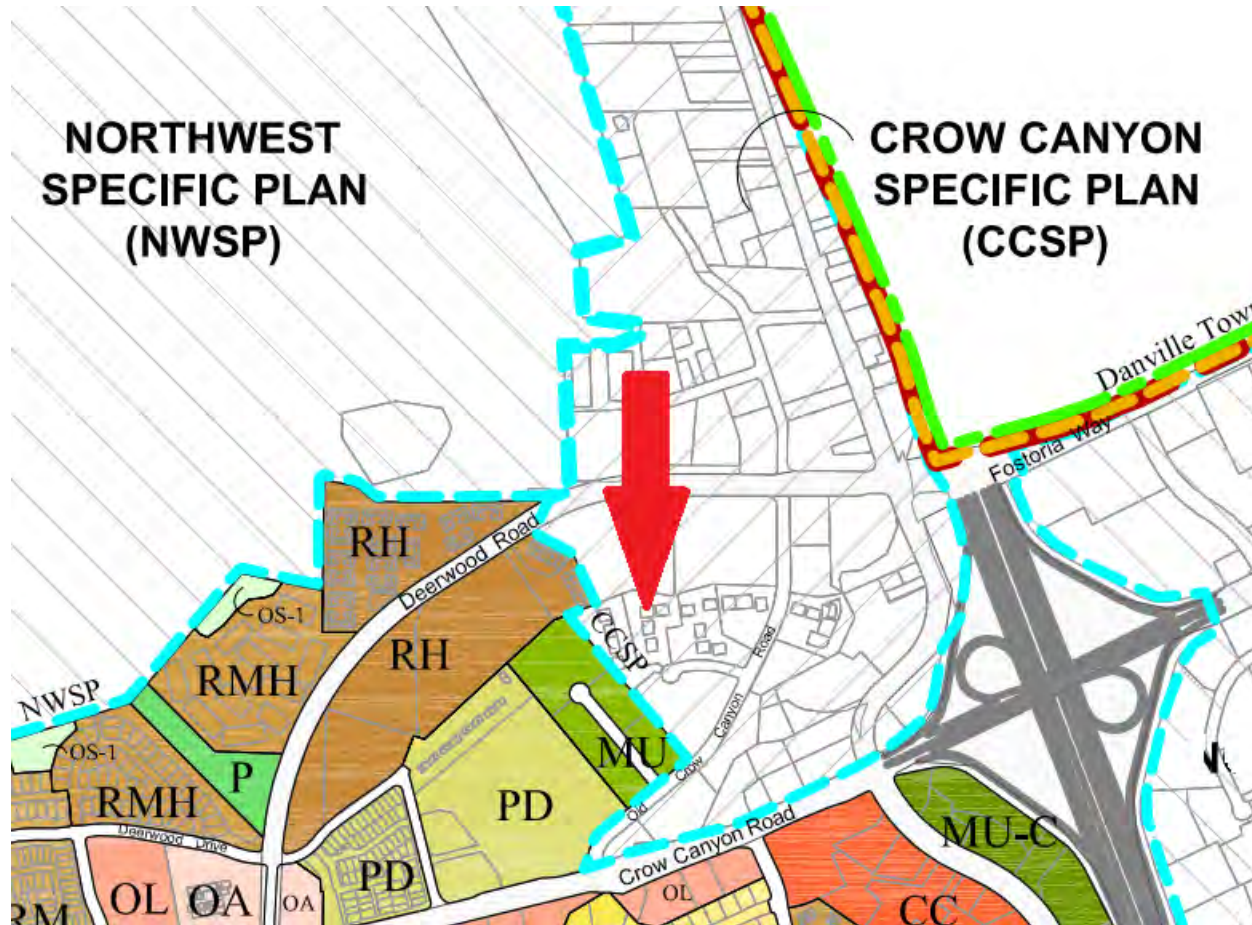 NORTHWEST
SPECIFIC PLAN
(NWSP)
CROW CANYON
SPECIFIC PLAN
(CCSP)
Danville Town
Fostoria Way
RH
Deerwood Road
OS-1
RH
CCSP
RMH
NWSP
Road
Canyon
Crow
Old
MU
OS-1
P
RMH
PD
Deerwood Drive
Crow Canyon Road
MU-C
PD
OL
OA
OA
OL
CC
RM